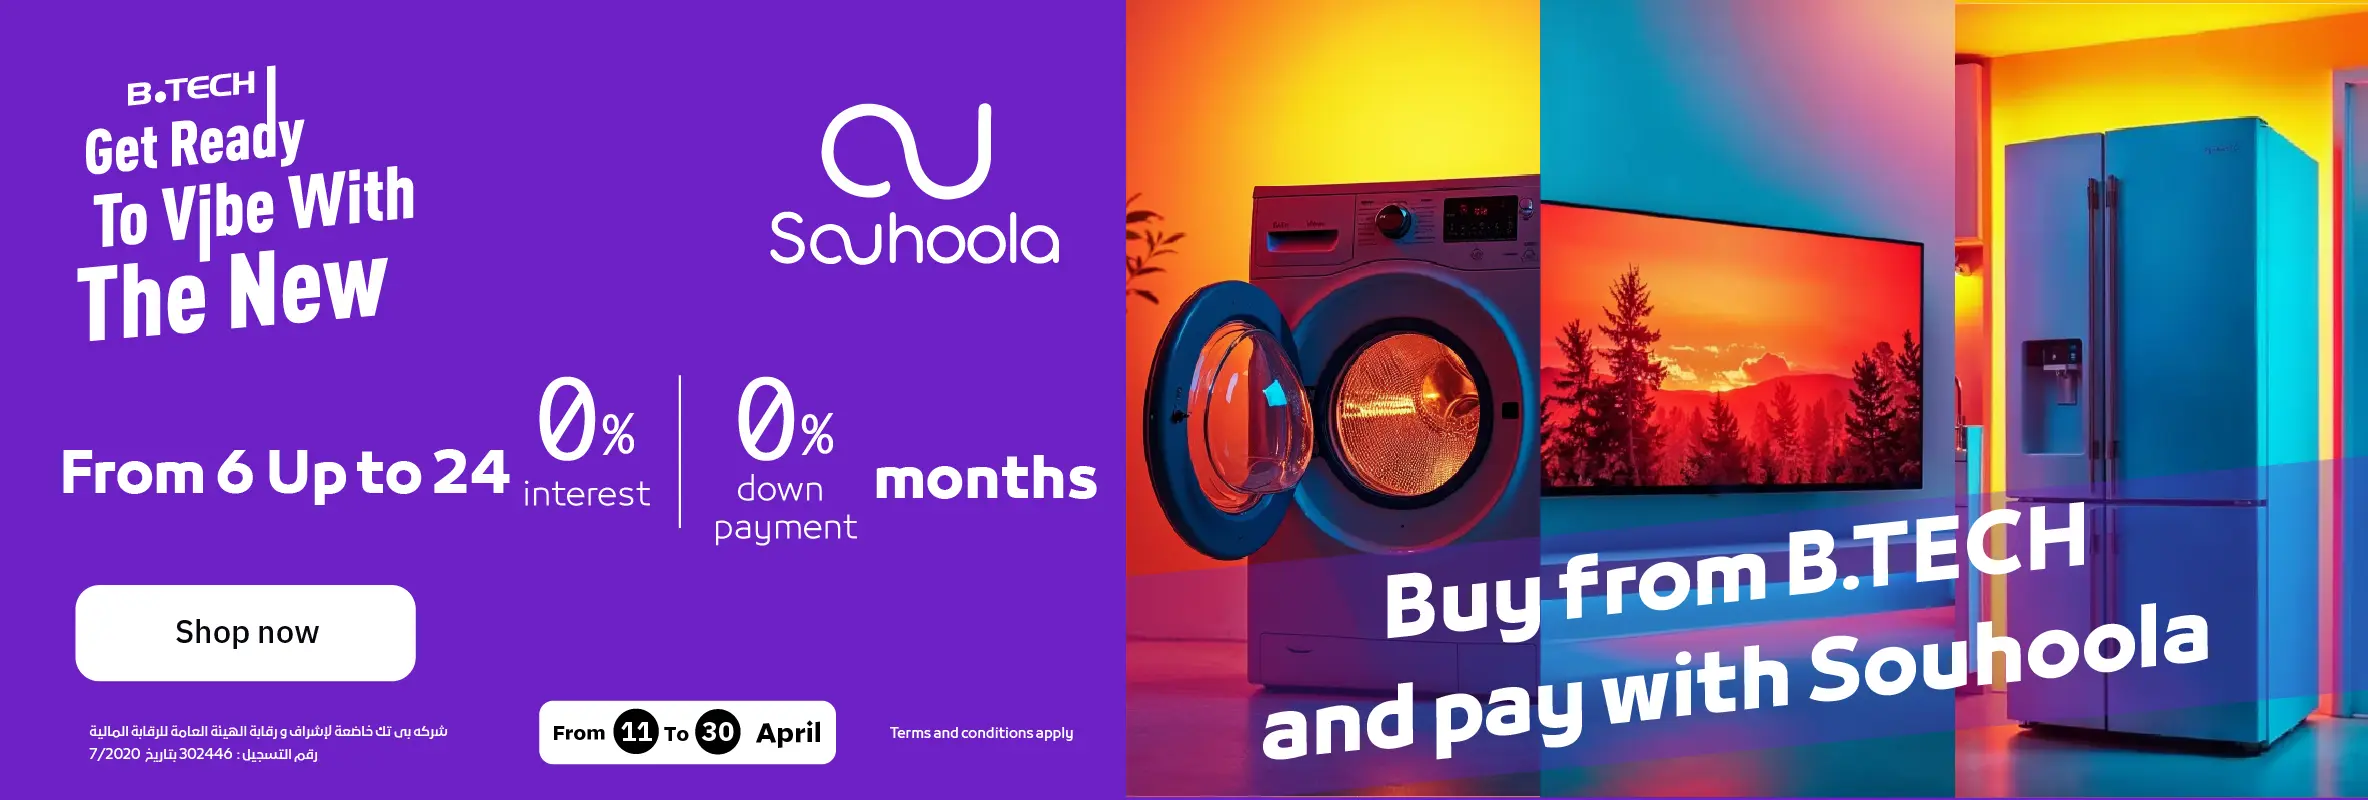 B.TECH
Get Ready
To Vibe With
The New
Souhoola
From 6 Up to 24
0%
interest
0%
down
payment
months
Shop now
شركه بى تك خاضعة لإشراف و رقابة الهيئة العامة للرقابة المالية
رقم التسجيل : 302446 بتاريخ 7/2020
From 11 To 30 April
Terms and conditions apply
Buy from B.TECH
and pay with Souhoola